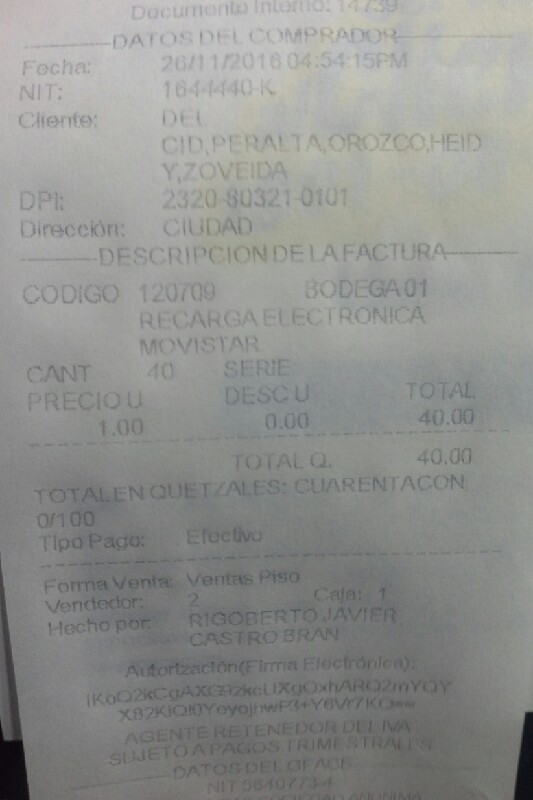 Documento Interno: 14739
DATOS DEL COMPRADOR
Fecha: 26/11/2016 04:54:15PM
NIT: 1644440-K
Cliente: DEL
CID,PERALTA,OROZCO,HEID
Y,ZOVEIDA
DPI: 2320-80321-0101
Dirección: CIUDAD
DESCRIPCION DE LA FACTURA
CODIGO 120709 BODEGA 01
RECARGA ELECTRONICA
MOVISTAR
CANT 40 SERIE
PRECIO U DESC U TOTAL
1.00 0.00 40.00
TOTAL Q. 40.00
TOTAL EN QUETZALES: CUARENTA CON
0/100
Tipo Pago: Efectivo
Forma Venta: Ventas Piso
Vendedor: 2 Caja: 1
Hecho por: RIGOBERTO JAVIER
CASTRO BRAN
Autorización(Firma Electrónica):
AGENTE RETENEDOR DEL IVA
SUJETO A PAGOS TRIMESTRALES
DATOS DEL GFACE
NIT 5640773-4
SOCIEDAD ANONIMA